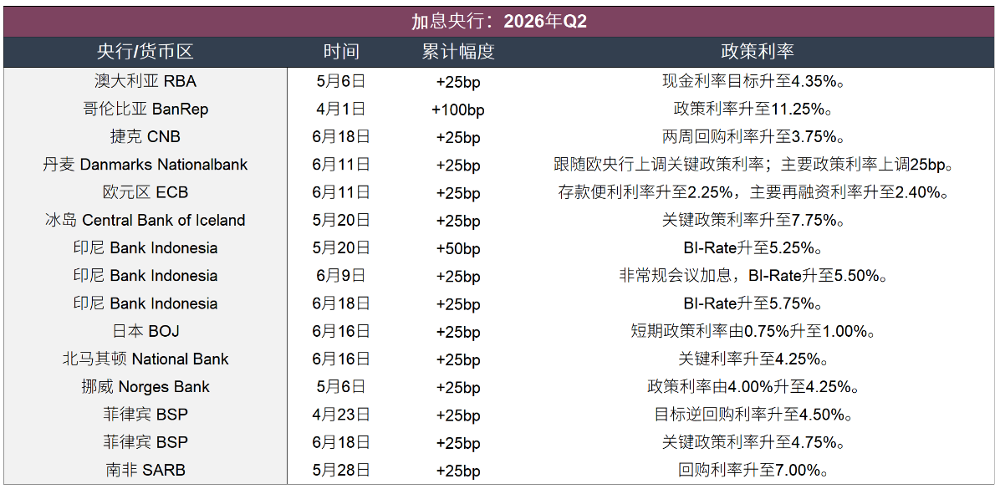 加息央行：2026年Q2
央行/货币区 时间 累计幅度 政策利率
澳大利亚 RBA 5月6日 +25bp 现金利率目标升至4.35%。
哥伦比亚 BanRep 4月1日 +100bp 政策利率升至11.25%。
捷克 CNB 6月18日 +25bp 两周回购利率升至3.75%。
丹麦 Danmarks Nationalbank 6月11日 +25bp 跟随欧央行上调关键政策利率；主要政策利率上调25bp。
欧元区 ECB 6月11日 +25bp 存款便利利率升至2.25%，主要再融资利率升至2.40%。
冰岛 Central Bank of Iceland 5月20日 +25bp 关键政策利率升至7.75%。
印尼 Bank Indonesia 5月20日 +50bp BI-Rate升至5.25%。
印尼 Bank Indonesia 6月9日 +25bp 非常规会议加息，BI-Rate升至5.50%。
印尼 Bank Indonesia 6月18日 +25bp BI-Rate升至5.75%。
日本 BOJ 6月16日 +25bp 短期政策利率由0.75%升至1.00%。
北马其顿 National Bank 6月16日 +25bp 关键利率升至4.25%。
挪威 Norges Bank 5月6日 +25bp 政策利率由4.00%升至4.25%。
菲律宾 BSP 4月23日 +25bp 目标逆回购利率升至4.50%。
菲律宾 BSP 6月18日 +25bp 关键政策利率升至4.75%。
南非 SARB 5月28日 +25bp 回购利率升至7.00%。